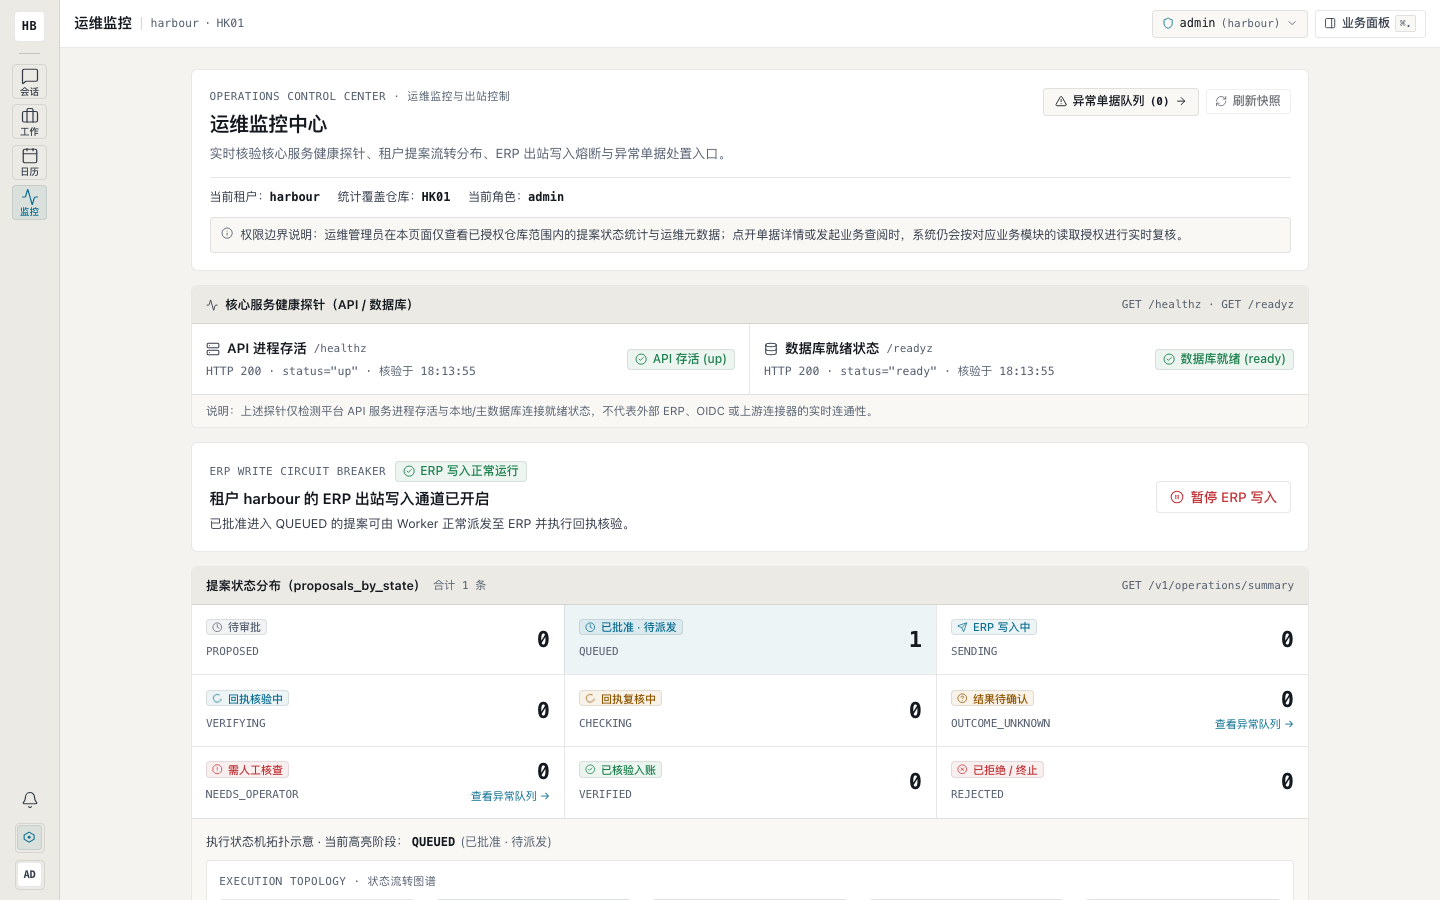 HB
运维监控 harbour · HK01
admin (harbour)
业务面板 ⌘.
会话
工作
日历
监控
AD
OPERATIONS CONTROL CENTER · 运维监控与出站控制
运维监控中心
实时核验核心服务健康探针、租户提案流转分布、ERP 出站写入熔断与异常单据处置入口。
异常单据队列 (0) →
刷新快照
当前租户: harbour 统计覆盖仓库: HK01 当前角色: admin
权限边界说明：运维管理员在本页面仅查看已授权仓库范围内的提案状态统计与运维元数据；点开单据详情或发起业务查阅时，系统仍会按对应业务模块的读取授权进行实时复核。
核心服务健康探针（API / 数据库）
GET /healthz · GET /readyz
API 进程存活 /healthz
HTTP 200 · status="up" · 核验于 18:13:55
API 存活 (up)
数据库就绪状态 /readyz
HTTP 200 · status="ready" · 核验于 18:13:55
数据库就绪 (ready)
说明：上述探针仅检测平台 API 服务进程存活与本地/主数据库连接就绪状态，不代表外部 ERP、OIDC 或上游连接器的实时连通性。
ERP WRITE CIRCUIT BREAKER ERP 写入正常运行
租户 harbour 的 ERP 出站写入通道已开启
已批准进入 QUEUED 的提案可由 Worker 正常派发至 ERP 并执行回执核验。
暂停 ERP 写入
提案状态分布（proposals_by_state） 合计 1 条
GET /v1/operations/summary
待审批
PROPOSED
0
已批准 · 待派发
QUEUED
1
ERP 写入中
SENDING
0
回执核验中
VERIFYING
0
回执复核中
CHECKING
0
结果待确认
OUTCOME_UNKNOWN
0
查看异常队列 →
需人工核查
NEEDS_OPERATOR
0
查看异常队列 →
已核验入账
VERIFIED
0
已拒绝 / 终止
REJECTED
0
执行状态机拓扑示意 · 当前高亮阶段： QUEUED (已批准 · 待派发)
EXECUTION TOPOLOGY · 状态流转图谱